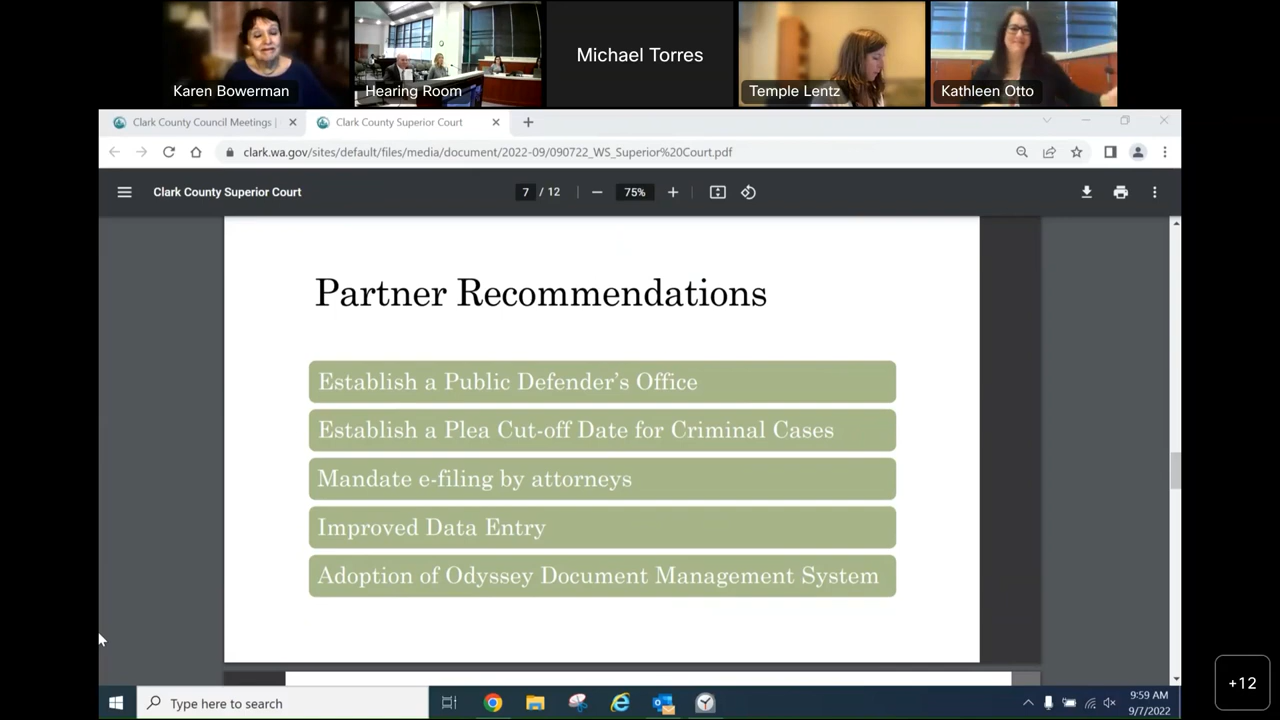 Karen Bowerman
Hearing Room
Michael Torres
Temple Lentz
Kathleen Otto
Clark County Council Meetings |
Clark County Superior Court
clark.wa.gov/sites/default/files/media/document/2022-09/090722_WS_Superior%20Court.pdf
Clark County Superior Court
7 / 12
75%
Partner Recommendations
Establish a Public Defender's Office
Establish a Plea Cut-off Date for Criminal Cases
Mandate e-filing by attorneys
Improved Data Entry
Adoption of Odyssey Document Management System
+12
Type here to search
9:59 AM
9/7/2022